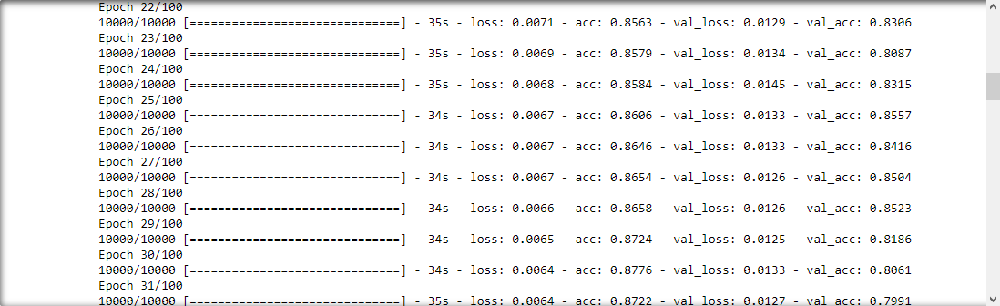 Epoch 22/100
10000/10000 [==============================] - 35s - loss: 0.0071 - acc: 0.8563 - val_loss: 0.0129 - val_acc: 0.8306
Epoch 23/100
10000/10000 [==============================] - 35s - loss: 0.0069 - acc: 0.8579 - val_loss: 0.0134 - val_acc: 0.8087
Epoch 24/100
10000/10000 [==============================] - 35s - loss: 0.0068 - acc: 0.8584 - val_loss: 0.0145 - val_acc: 0.8315
Epoch 25/100
10000/10000 [==============================] - 34s - loss: 0.0067 - acc: 0.8606 - val_loss: 0.0133 - val_acc: 0.8557
Epoch 26/100
10000/10000 [==============================] - 34s - loss: 0.0067 - acc: 0.8646 - val_loss: 0.0133 - val_acc: 0.8416
Epoch 27/100
10000/10000 [==============================] - 34s - loss: 0.0067 - acc: 0.8654 - val_loss: 0.0126 - val_acc: 0.8504
Epoch 28/100
10000/10000 [==============================] - 34s - loss: 0.0066 - acc: 0.8658 - val_loss: 0.0126 - val_acc: 0.8523
Epoch 29/100
10000/10000 [==============================] - 34s - loss: 0.0065 - acc: 0.8724 - val_loss: 0.0125 - val_acc: 0.8186
Epoch 30/100
10000/10000 [==============================] - 34s - loss: 0.0064 - acc: 0.8776 - val_loss: 0.0133 - val_acc: 0.8061
Epoch 31/100
10000/10000 [==============================] - 35s - loss: 0.0064 - acc: 0.8722 - val_loss: 0.0127 - val_acc: 0.7991